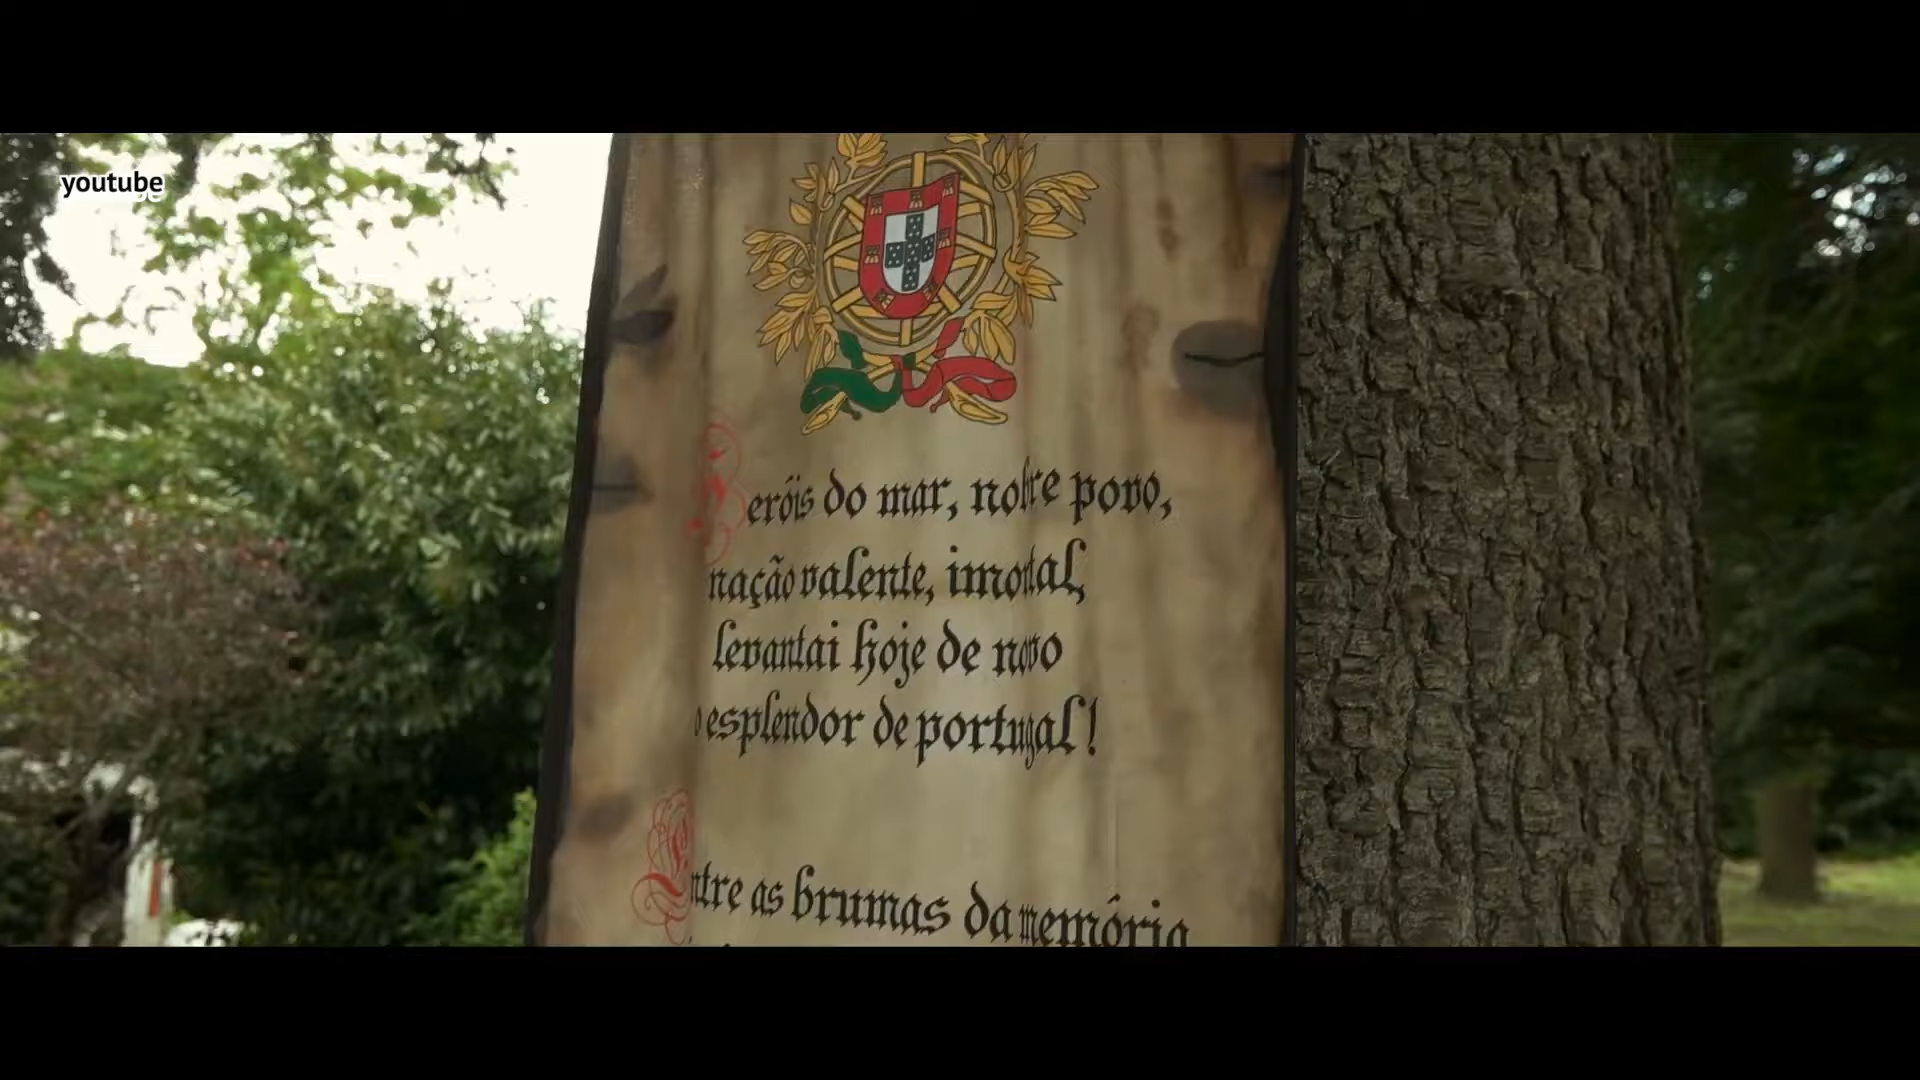 youtube
Heróis do mar, nobre povo,
nação valente, imortal,
levantai hoje de novo
o esplendor de portugal!
Entre as brumas da memória